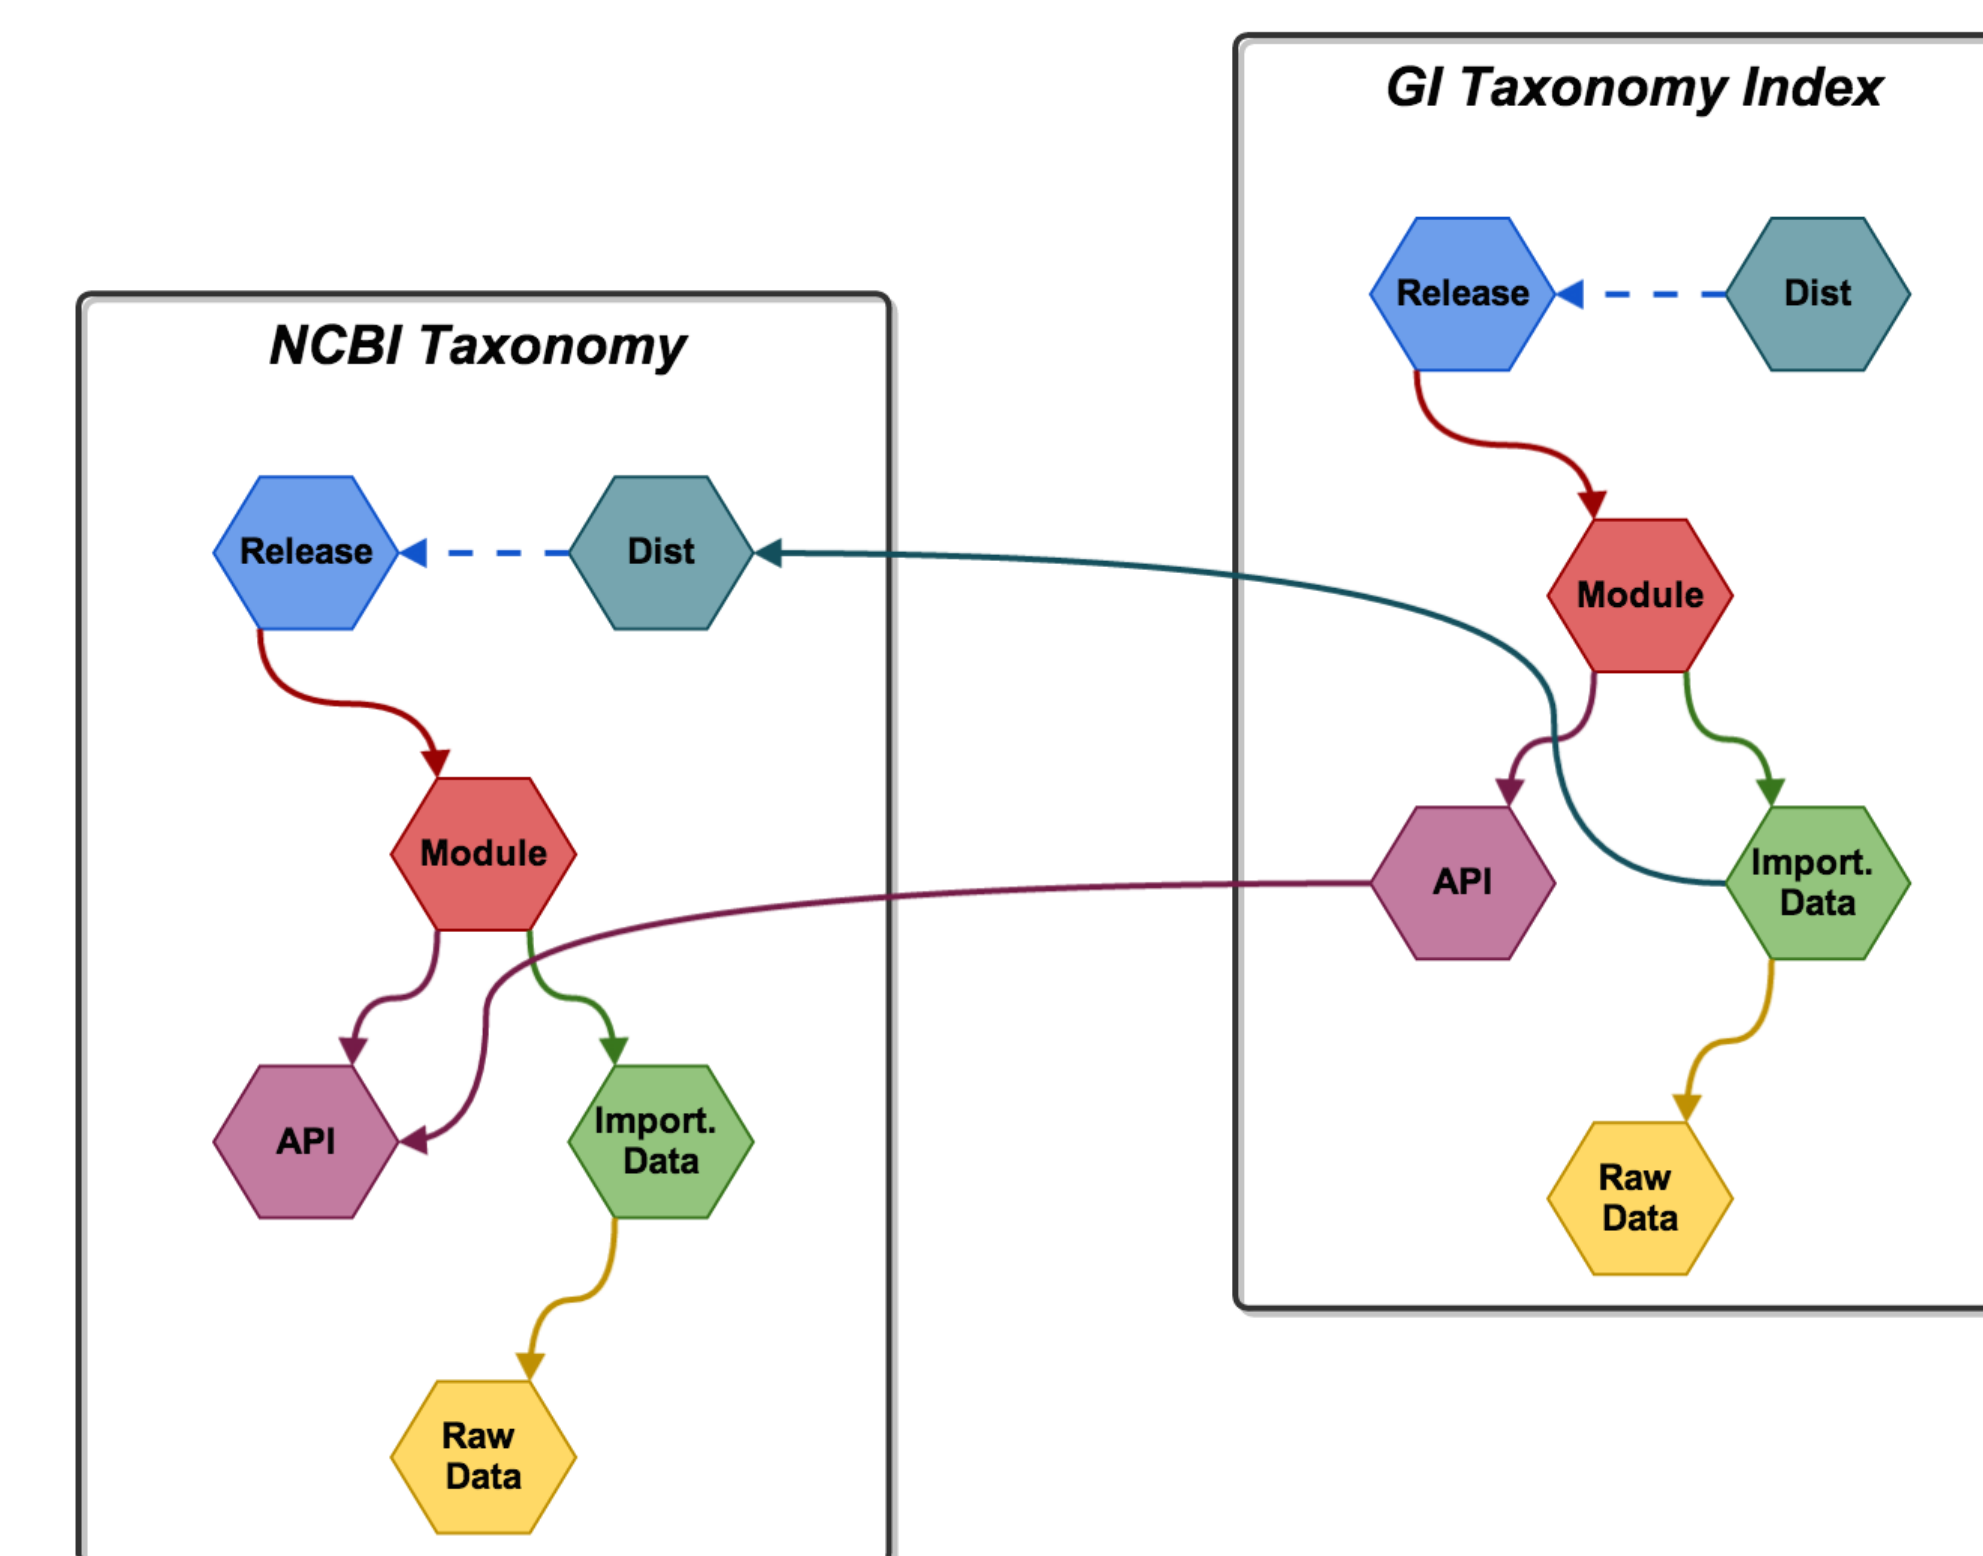 GI Taxonomy Index
Release
Dist
Module
API
Import.
Data
Raw
Data
NCBI Taxonomy
Release
Dist
Module
API
Import.
Data
Raw
Data